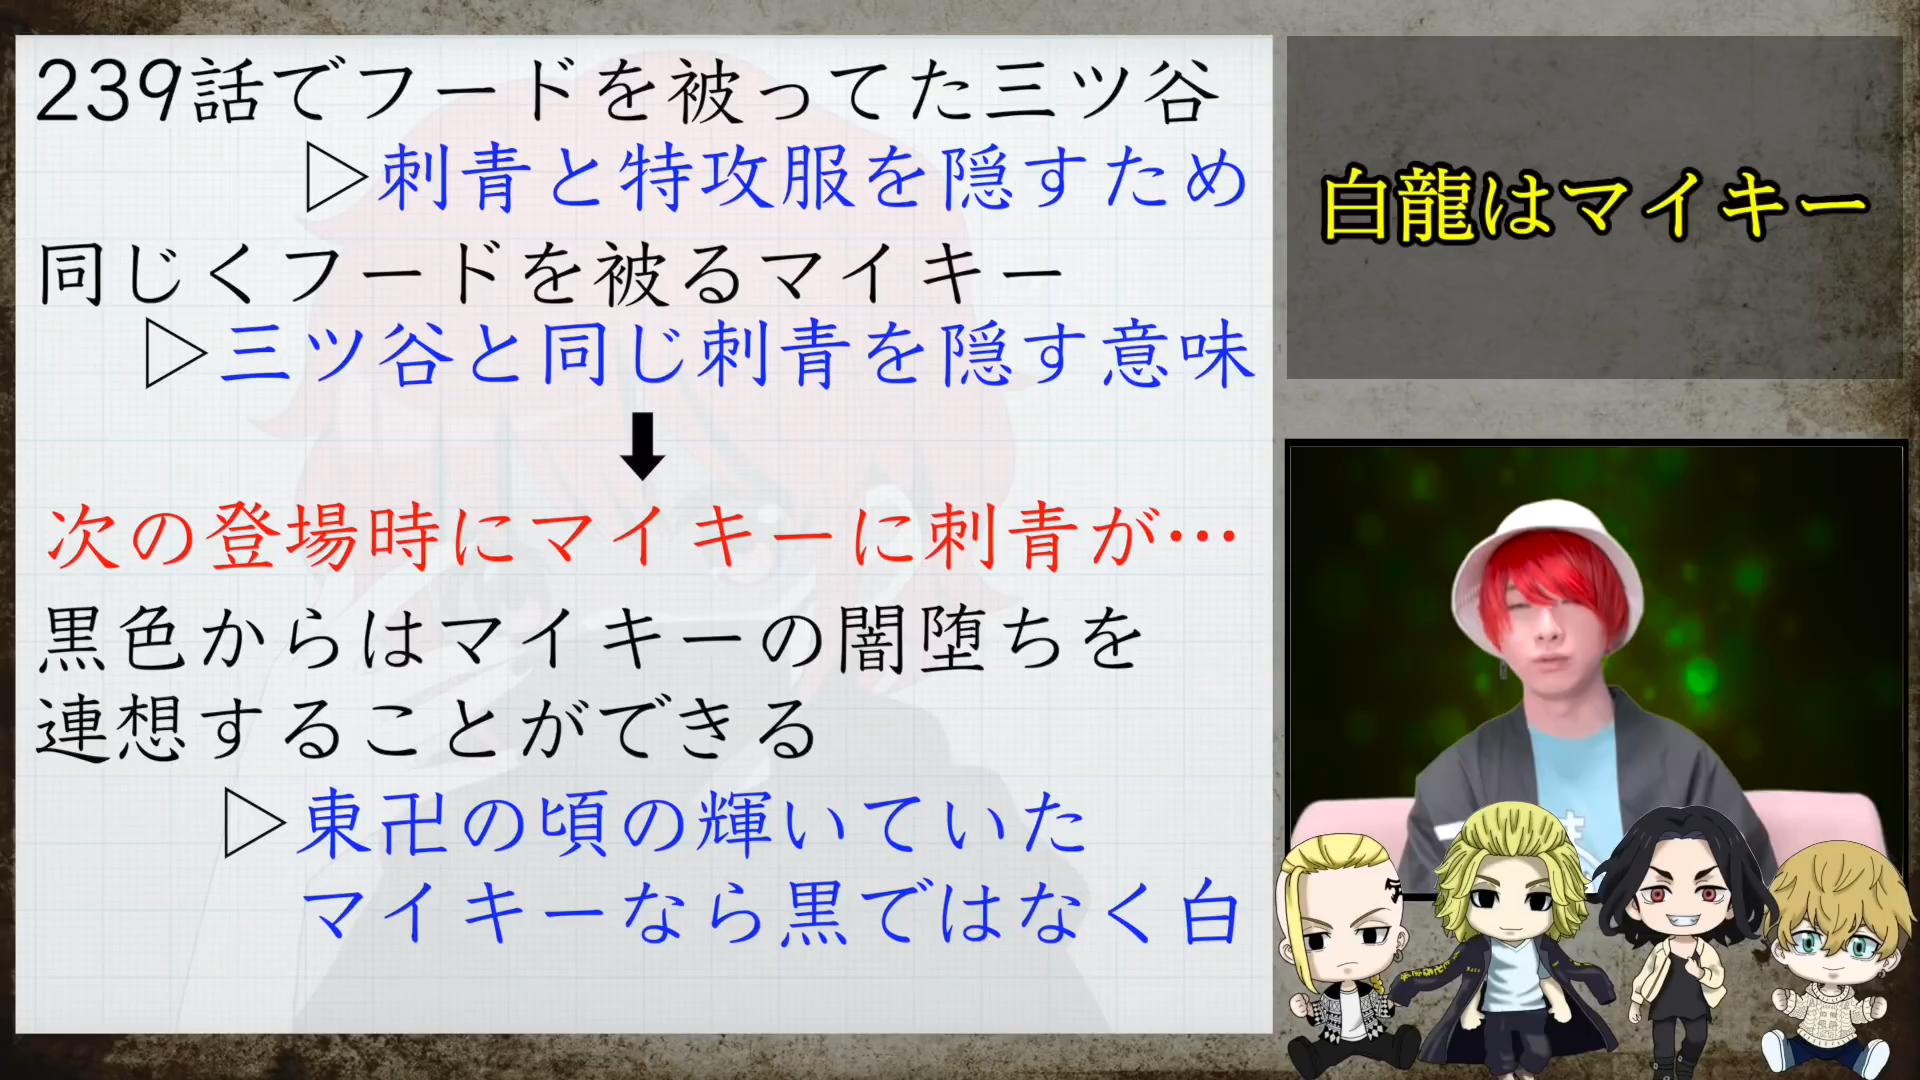 239話でフードを被ってた三ツ谷
▷刺青と特攻服を隠すため
同じくフードを被るマイキー
▷三ツ谷と同じ刺青を隠す意味
⬇
次の登場時にマイキーに刺青が…
黒色からはマイキーの闇堕ちを
連想することができる
▷東卍の頃の輝いていた
マイキーなら黒ではなく白
白龍はマイキー